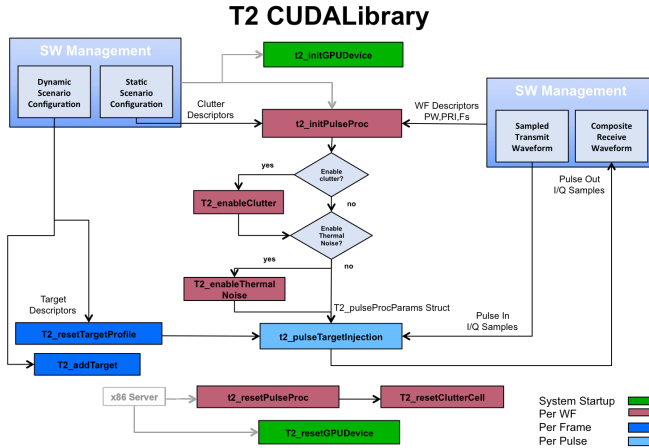 T2 CUDALibrary
SW Management
Dynamic
Scenario
Configuration
Static
Scenario
Configuration
t2_initGPUDevice
Clutter
Descriptors
t2_initPulseProc
WF Descriptors
PW,PRI,Fs
SW Management
Sampled
Transmit
Waveform
Composite
Receive
Waveform
Pulse Out
I/Q Samples
yes
Enable
clutter?
T2_enableClutter
no
Enable
Thermal
Noise?
yes
no
T2_enableThermal
Noise
Target
Descriptors
T2_pulseProcParams Struct
Pulse In
I/Q Samples
T2_resetTargetProfile
t2_pulseTargetInjection
T2_addTarget
x86 Server
t2_resetPulseProc
T2_resetClutterCell
T2_resetGPUDevice
System Startup
Per WF
Per Frame
Per Pulse